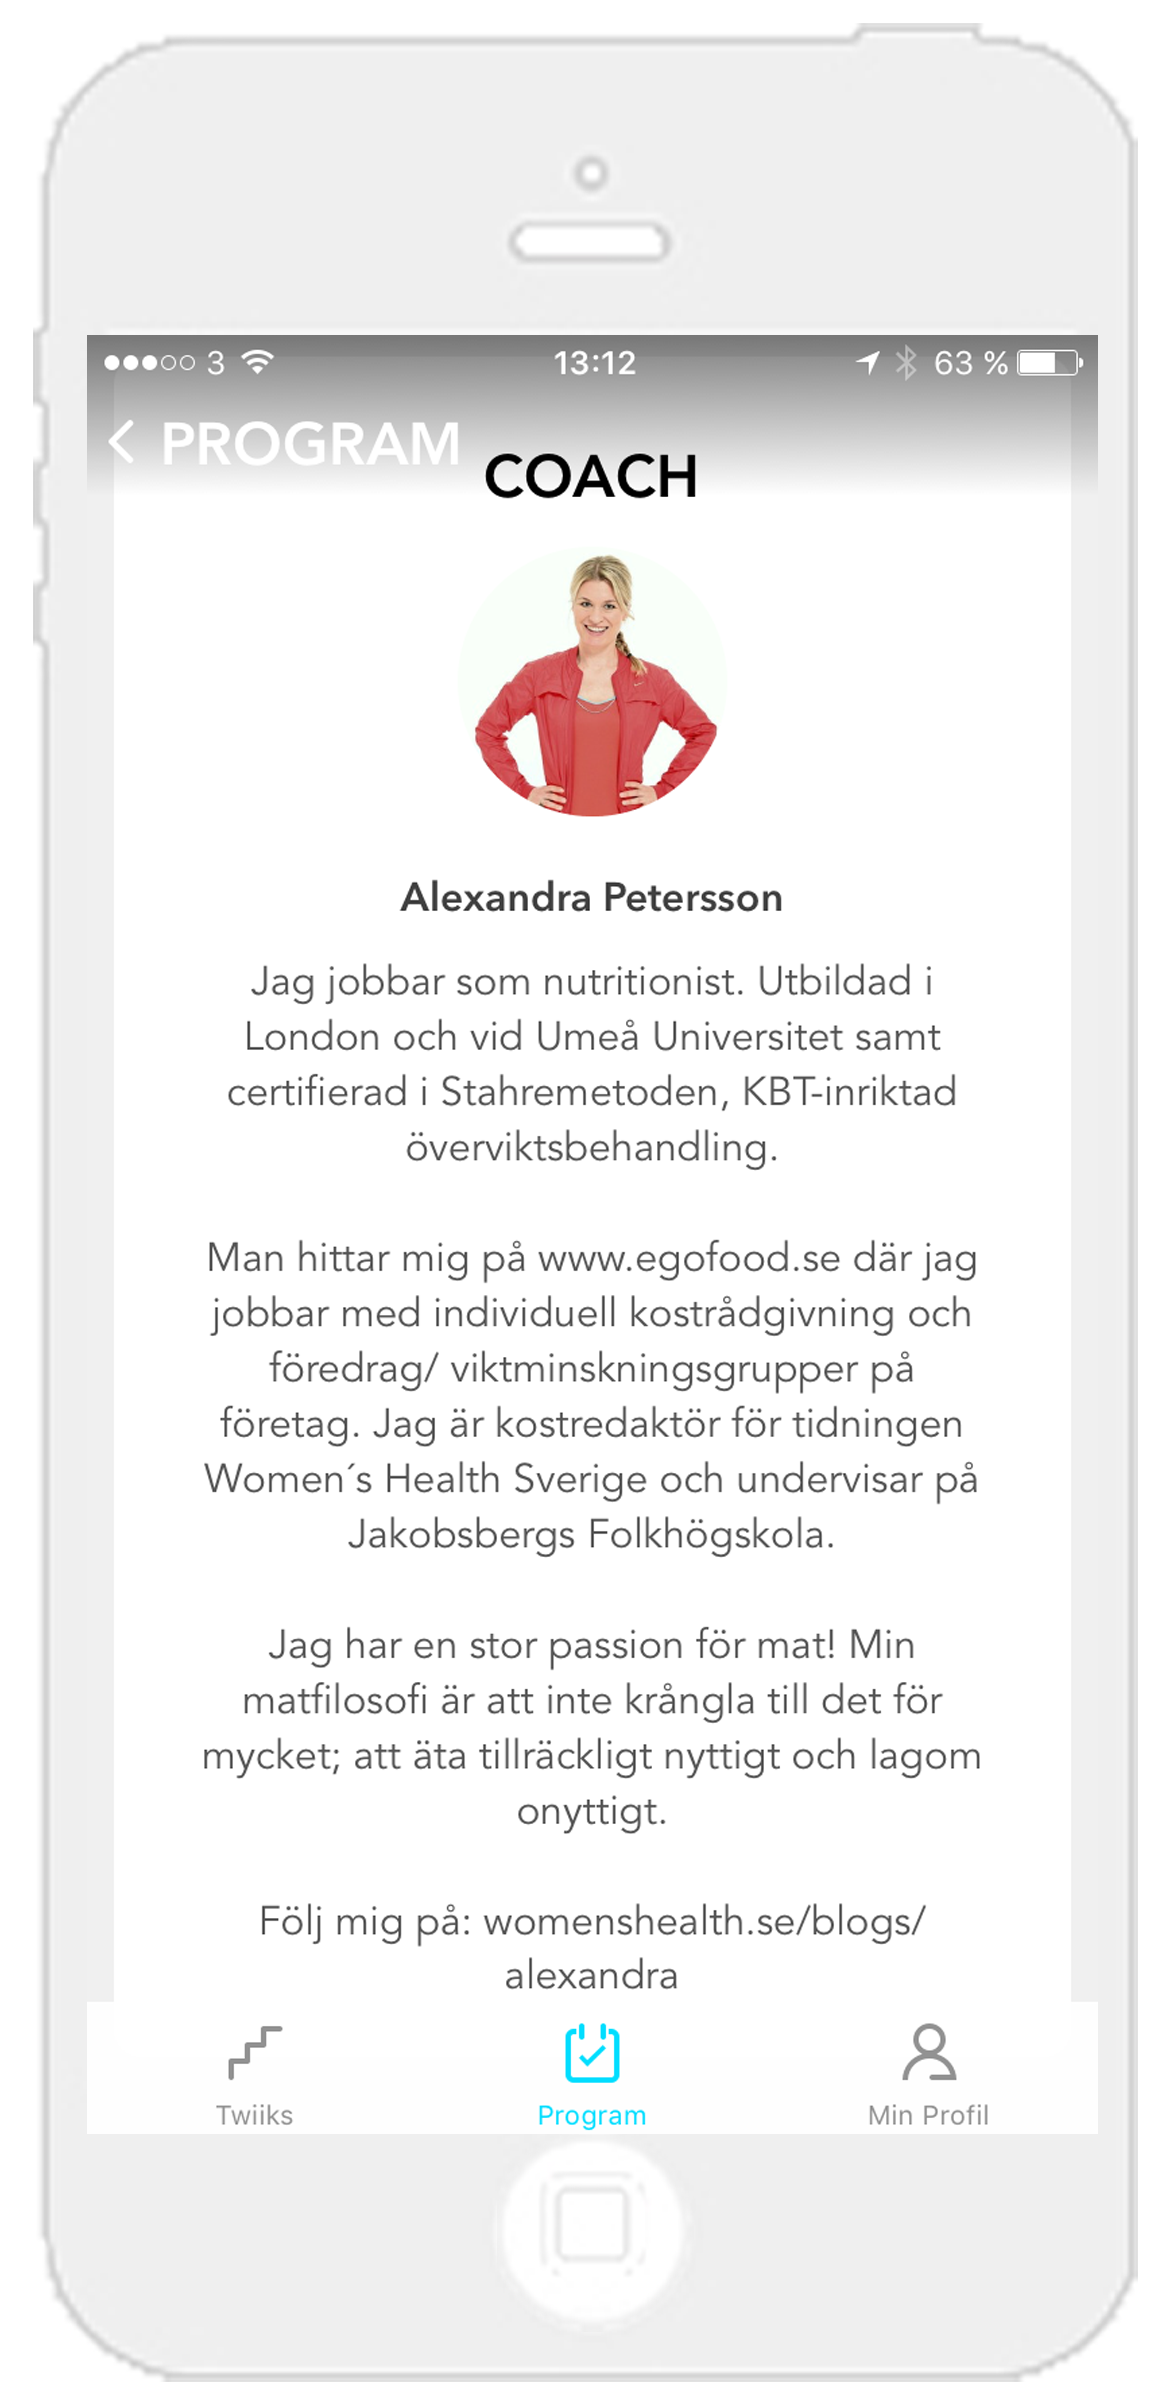 3 13:12 63 %
PROGRAM
COACH
Alexandra Petersson
Jag jobbar som nutritionist. Utbildad i
London och vid Umeå Universitet samt
certifierad i Stahremetoden, KBT-inriktad
överviktsbehandling.
Man hittar mig på www.egofood.se där jag
jobbar med individuell kostrådgivning och
föredrag/ viktminskningsgrupper på
företag. Jag är kostredaktör för tidningen
Women´s Health Sverige och undervisar på
Jakobsbergs Folkhögskola.
Jag har en stor passion för mat! Min
matfilosofi är att inte krångla till det för
mycket; att äta tillräckligt nyttigt och lagom
onyttigt.
Följ mig på: womenshealth.se/blogs/
alexandra
Twiiks Program Min Profil